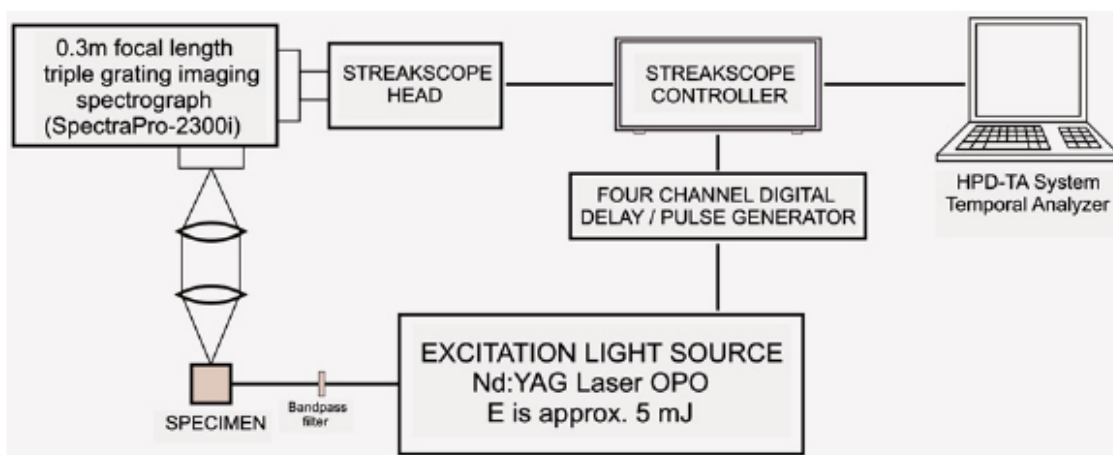 0.3m focal length
triple grating imaging
spectrograph
(SpectraPro-2300i)
STREAKSCOPE
HEAD
STREAKSCOPE
CONTROLLER
HPD-TA System
Temporal Analyzer
FOUR CHANNEL DIGITAL
DELAY / PULSE GENERATOR
EXCITATION LIGHT SOURCE
Nd:YAG Laser OPO
E is approx. 5 mJ
SPECIMEN
Bandpass
filter